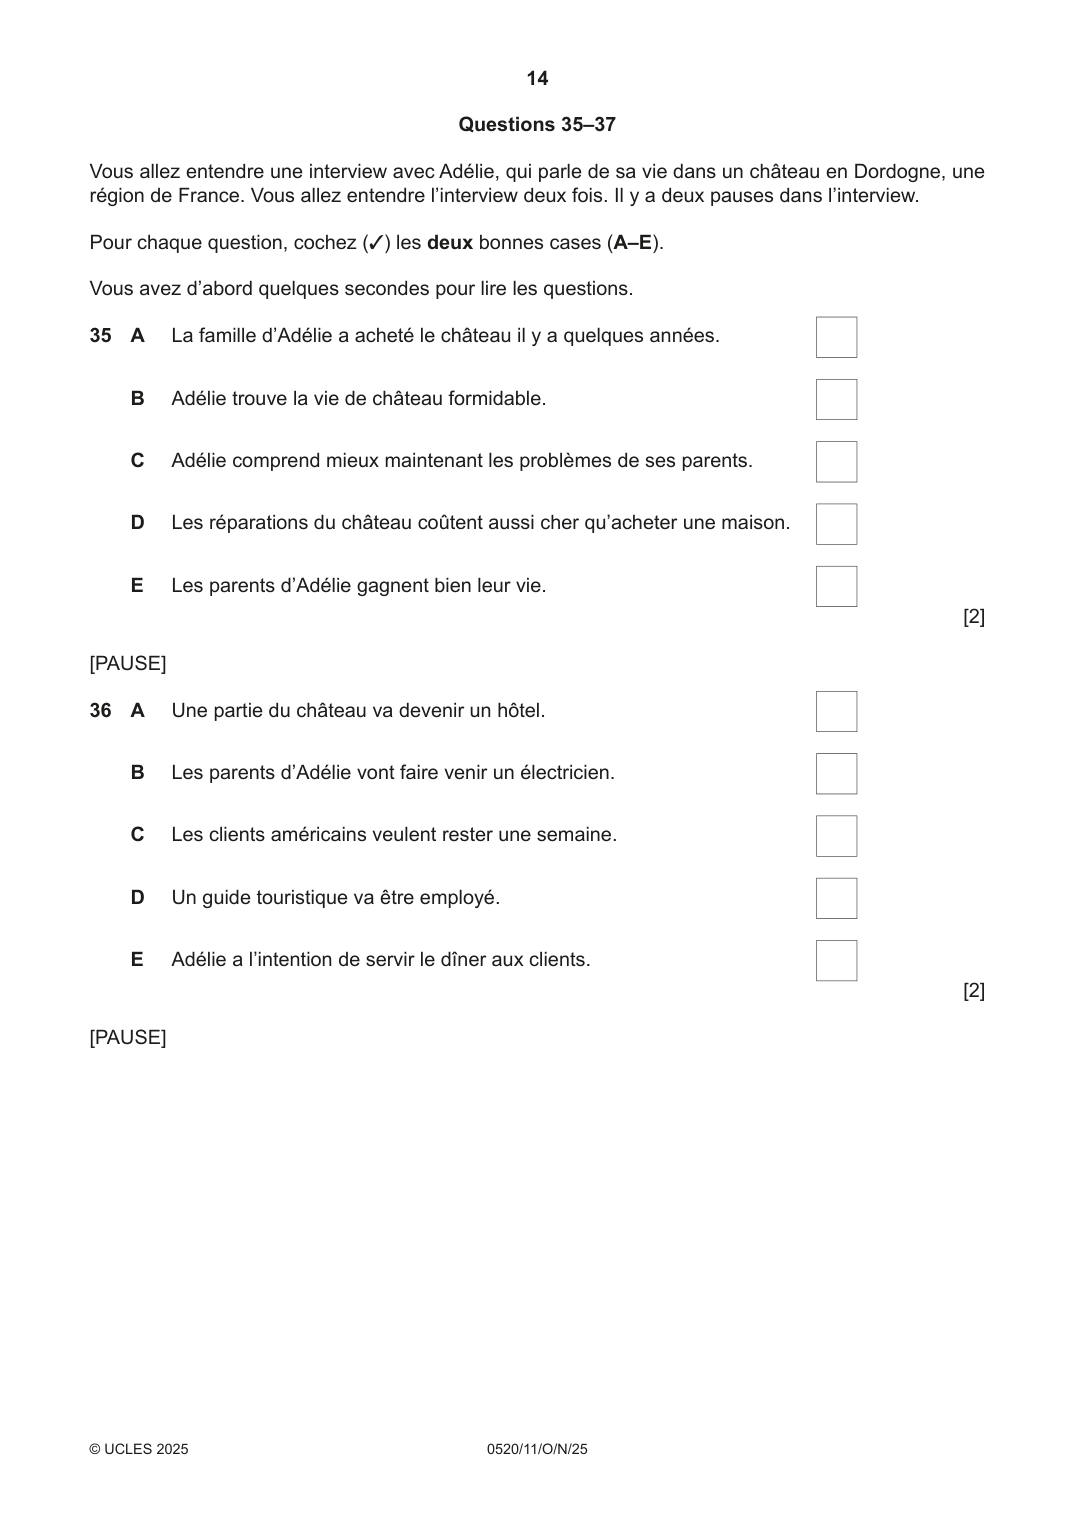 14
Questions 35–37
Vous allez entendre une interview avec Adélie, qui parle de sa vie dans un château en Dordogne, une
région de France. Vous allez entendre l’interview deux fois. Il y a deux pauses dans l’interview.
Pour chaque question, cochez (✓) les deux bonnes cases (A–E).
Vous avez d’abord quelques secondes pour lire les questions.
35 A La famille d’Adélie a acheté le château il y a quelques années.
B Adélie trouve la vie de château formidable.
C Adélie comprend mieux maintenant les problèmes de ses parents.
D Les réparations du château coûtent aussi cher qu’acheter une maison.
E Les parents d’Adélie gagnent bien leur vie.
[2]
[PAUSE]
36 A Une partie du château va devenir un hôtel.
B Les parents d’Adélie vont faire venir un électricien.
C Les clients américains veulent rester une semaine.
D Un guide touristique va être employé.
E Adélie a l’intention de servir le dîner aux clients.
[2]
[PAUSE]
© UCLES 2025 0520/11/O/N/25